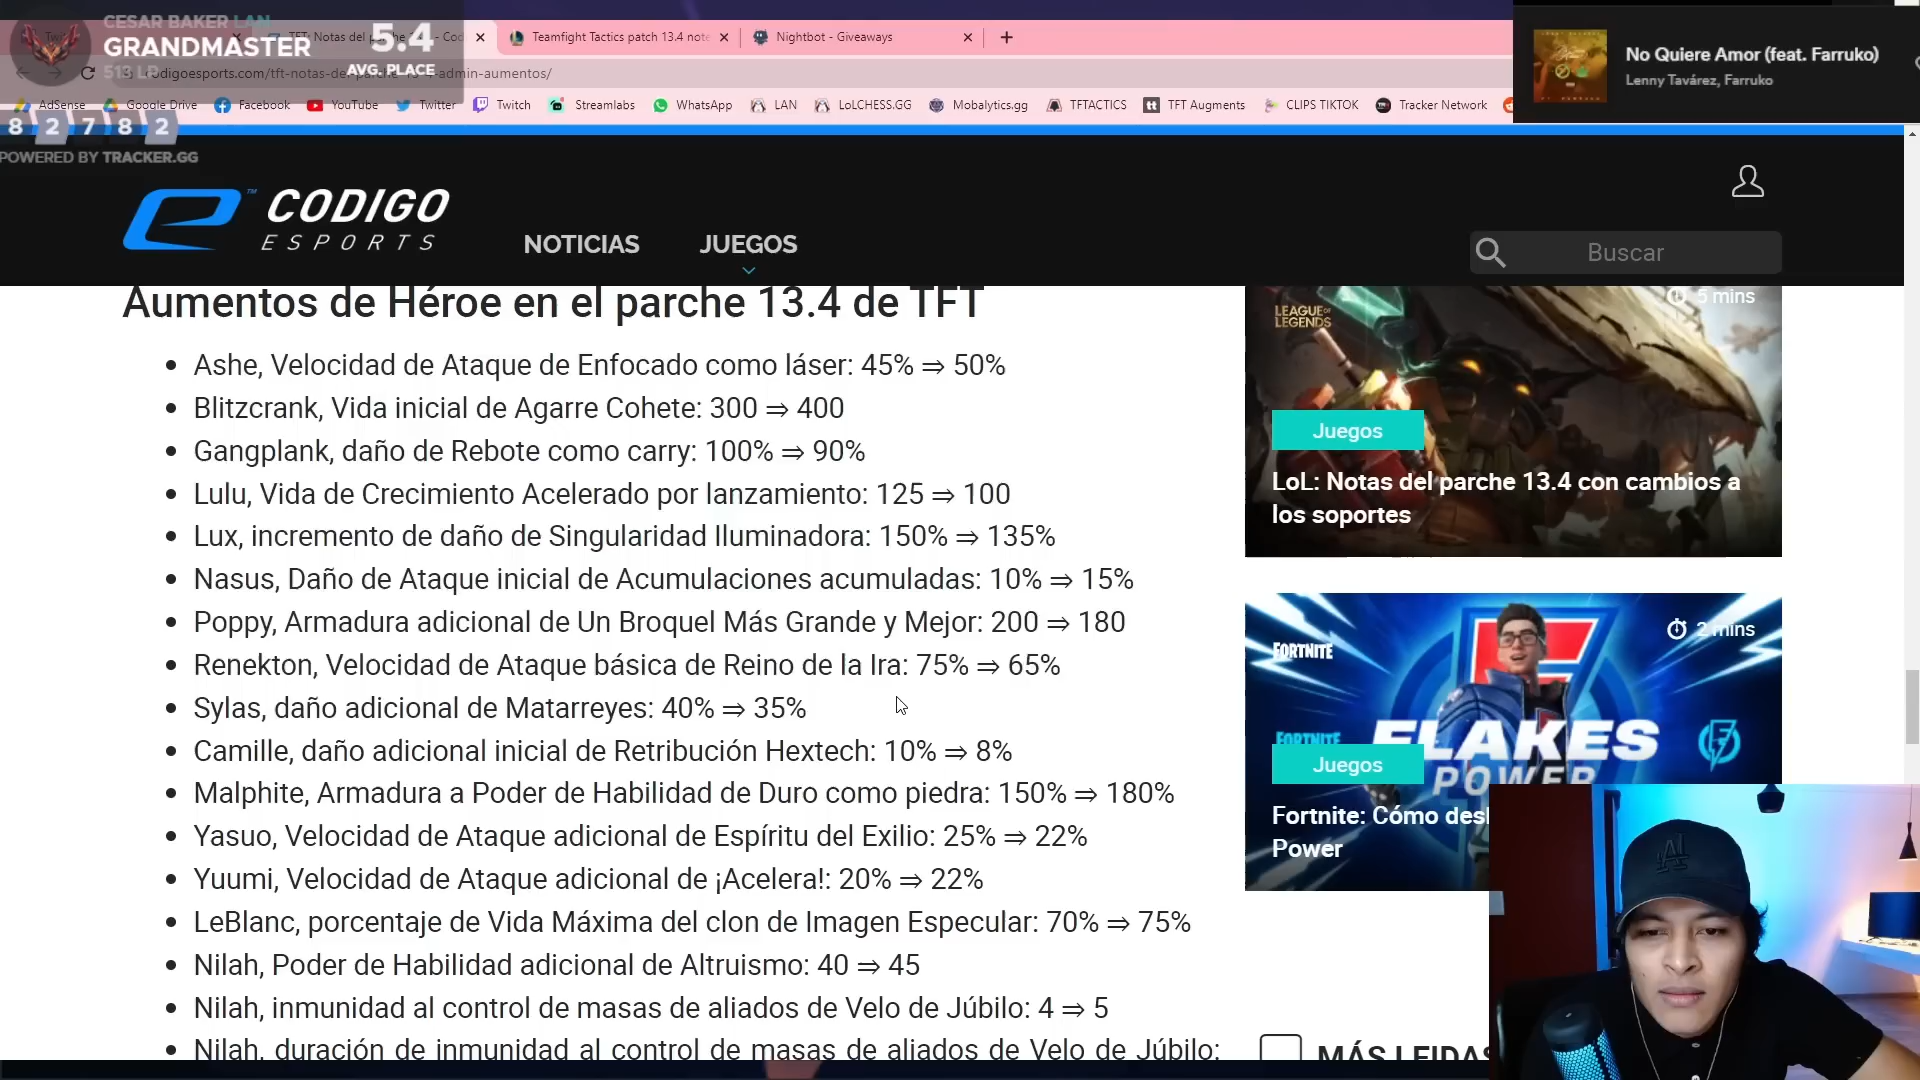 CESAR BAKER LAN
GRANDMASTER
513 LP
5.4
AVG. PLACE
8 2 7 8 2
POWERED BY TRACKER.GG
TFT: Notas del
Teamfight Tactics patch 13.4 note
Nightbot - Giveaways
codigoesports.com/tft-notas-de
admin-aumentos/
AdSense
Google Drive
Facebook
YouTube
Twitter
Twitch
Streamlabs
WhatsApp
LAN
LoLCHESS.GG
Mobalytics.gg
TFTACTICS
TFT Augments
CLIPS TIKTOK
Tracker Network
No Quiere Amor (feat. Farruko)
Lenny Tavárez, Farruko
CODIGO
ESPORTS
NOTICIAS
JUEGOS
Buscar
Aumentos de Héroe en el parche 13.4 de TFT
• Ashe, Velocidad de Ataque de Enfocado como láser: 45% ⇒ 50%
• Blitzcrank, Vida inicial de Agarre Cohete: 300 ⇒ 400
• Gangplank, daño de Rebote como carry: 100% ⇒ 90%
• Lulu, Vida de Crecimiento Acelerado por lanzamiento: 125 ⇒ 100
• Lux, incremento de daño de Singularidad Iluminadora: 150% ⇒ 135%
• Nasus, Daño de Ataque inicial de Acumulaciones acumuladas: 10% ⇒ 15%
• Poppy, Armadura adicional de Un Broquel Más Grande y Mejor: 200 ⇒ 180
• Renekton, Velocidad de Ataque básica de Reino de la Ira: 75% ⇒ 65%
• Sylas, daño adicional de Matarreyes: 40% ⇒ 35%
• Camille, daño adicional inicial de Retribución Hextech: 10% ⇒ 8%
• Malphite, Armadura a Poder de Habilidad de Duro como piedra: 150% ⇒ 180%
• Yasuo, Velocidad de Ataque adicional de Espíritu del Exilio: 25% ⇒ 22%
• Yuumi, Velocidad de Ataque adicional de ¡Acelera!: 20% ⇒ 22%
• LeBlanc, porcentaje de Vida Máxima del clon de Imagen Especular: 70% ⇒ 75%
• Nilah, Poder de Habilidad adicional de Altruismo: 40 ⇒ 45
• Nilah, inmunidad al control de masas de aliados de Velo de Júbilo: 4 ⇒ 5
• Nilah, duración de inmunidad al control de masas de aliados de Velo de Júbilo:
5 mins
LEAGUE OF
LEGENDS
Juegos
LoL: Notas del parche 13.4 con cambios a
los soportes
2 mins
FORTNITE
FORTNITE
FLAKES
POWER
Juegos
Fortnite: Cómo des
Power
MÁS LEIDAS